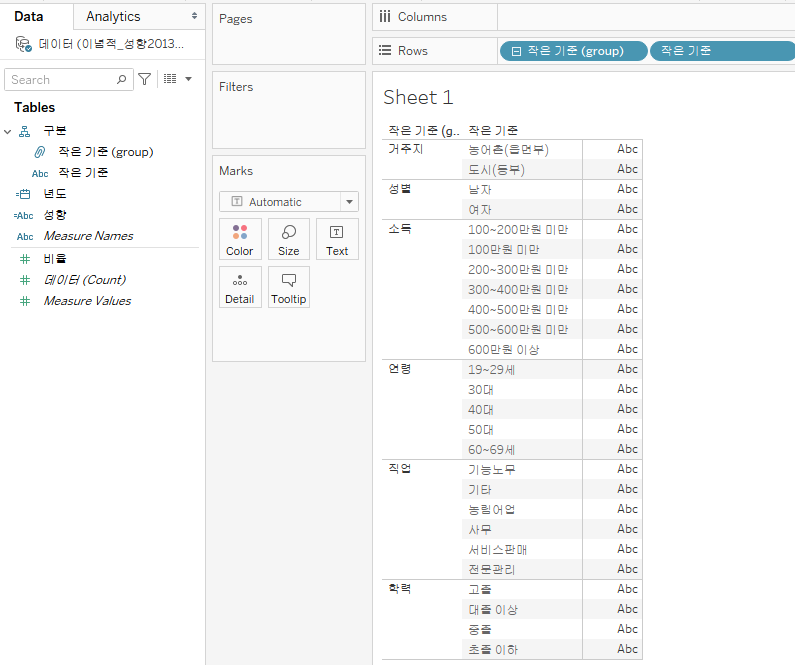 Data
Analytics
데이터 (이념적_성향2013...
Search
Tables
구분
작은 기준 (group)
Abc 작은 기준
년도
=Abc 성향
Abc Measure Names
비율
데이터 (Count)
Measure Values
Pages
Filters
Marks
Automatic
Color Size Text
Detail Tooltip
Columns
Rows 작은 기준 (group) 작은 기준
Sheet 1
작은 기준 (g.. 작은 기준
거주지 농어촌(읍면부) Abc
도시(동부) Abc
성별 남자 Abc
여자 Abc
소득 100~200만원 미만 Abc
100만원 미만 Abc
200~300만원 미만 Abc
300~400만원 미만 Abc
400~500만원 미만 Abc
500~600만원 미만 Abc
600만원 이상 Abc
연령 19~29세 Abc
30대 Abc
40대 Abc
50대 Abc
60~69세 Abc
직업 기능노무 Abc
기타 Abc
농림어업 Abc
사무 Abc
서비스판매 Abc
전문관리 Abc
학력 고졸 Abc
대졸 이상 Abc
중졸 Abc
초졸 이하 Abc